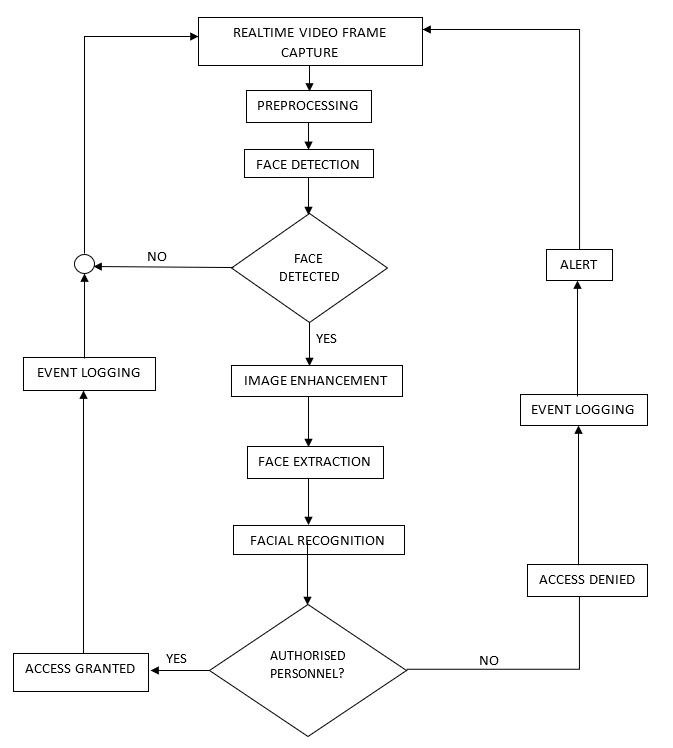 REALTIME VIDEO FRAME
CAPTURE
PREPROCESSING
FACE DETECTION
FACE
DETECTED
NO
YES
ALERT
EVENT LOGGING
IMAGE ENHANCEMENT
EVENT LOGGING
FACE EXTRACTION
FACIAL RECOGNITION
ACCESS DENIED
AUTHORISED
PERSONNEL?
YES
NO
ACCESS GRANTED